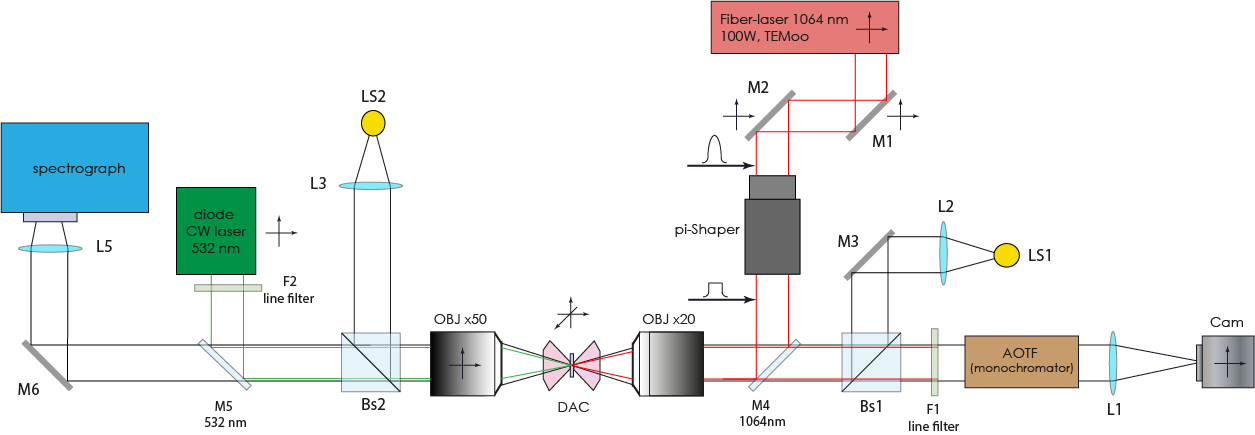 Fiber-laser 1064 nm
100W, TEMoo
M2
M1
LS2
spectrograph
L3
diode
CW laser
532 nm
L5
F2
line filter
pi-Shaper
M3
L2
LS1
OBJ x50
OBJ x20
Cam
AOTF
(monochromator)
M6
M5
532 nm
Bs2
DAC
M4
1064nm
Bs1
F1
line filter
L1